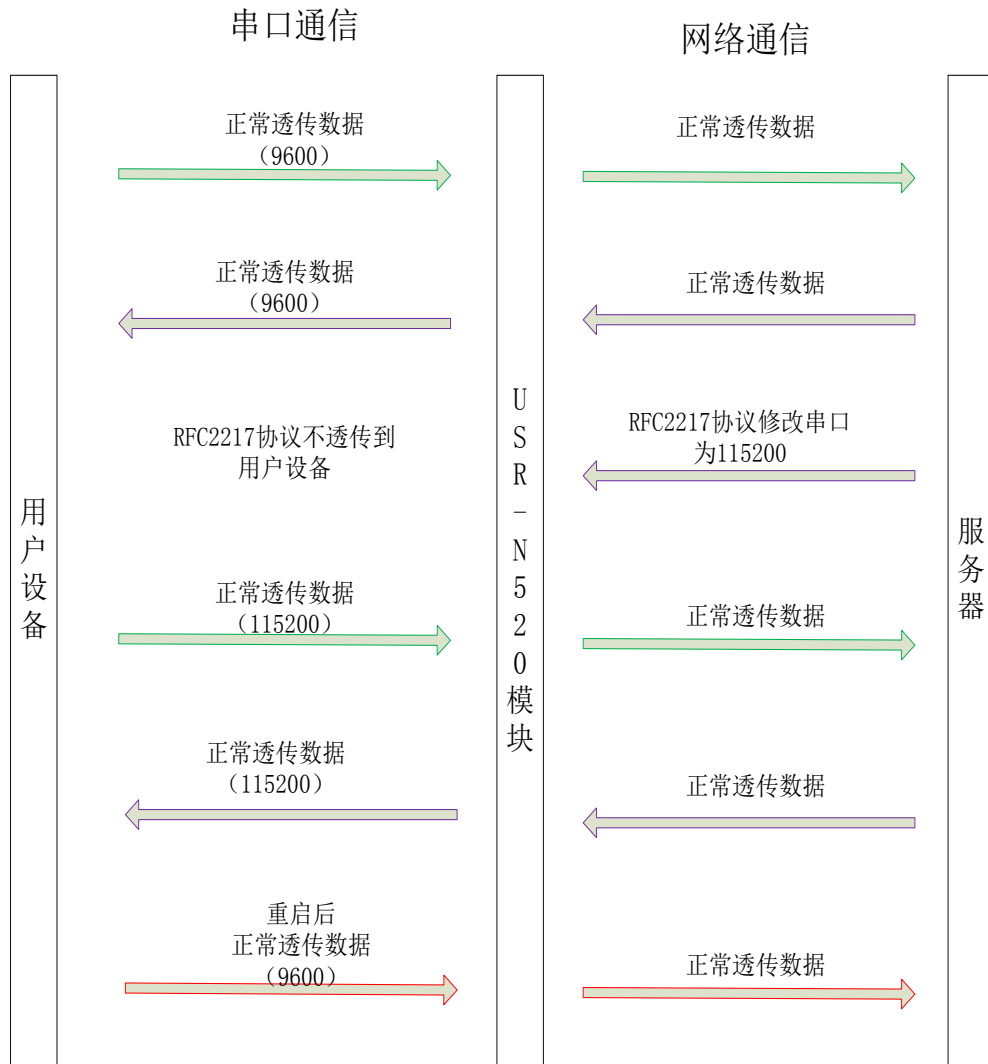 串口通信
网络通信
正常透传数据
（9600）
正常透传数据
正常透传数据
（9600）
正常透传数据
RFC2217协议不透传到
用户设备
RFC2217协议修改串口
为115200
用户设备
USR-N520模块
服务器
正常透传数据
（115200）
正常透传数据
正常透传数据
（115200）
正常透传数据
重启后
正常透传数据
（9600）
正常透传数据